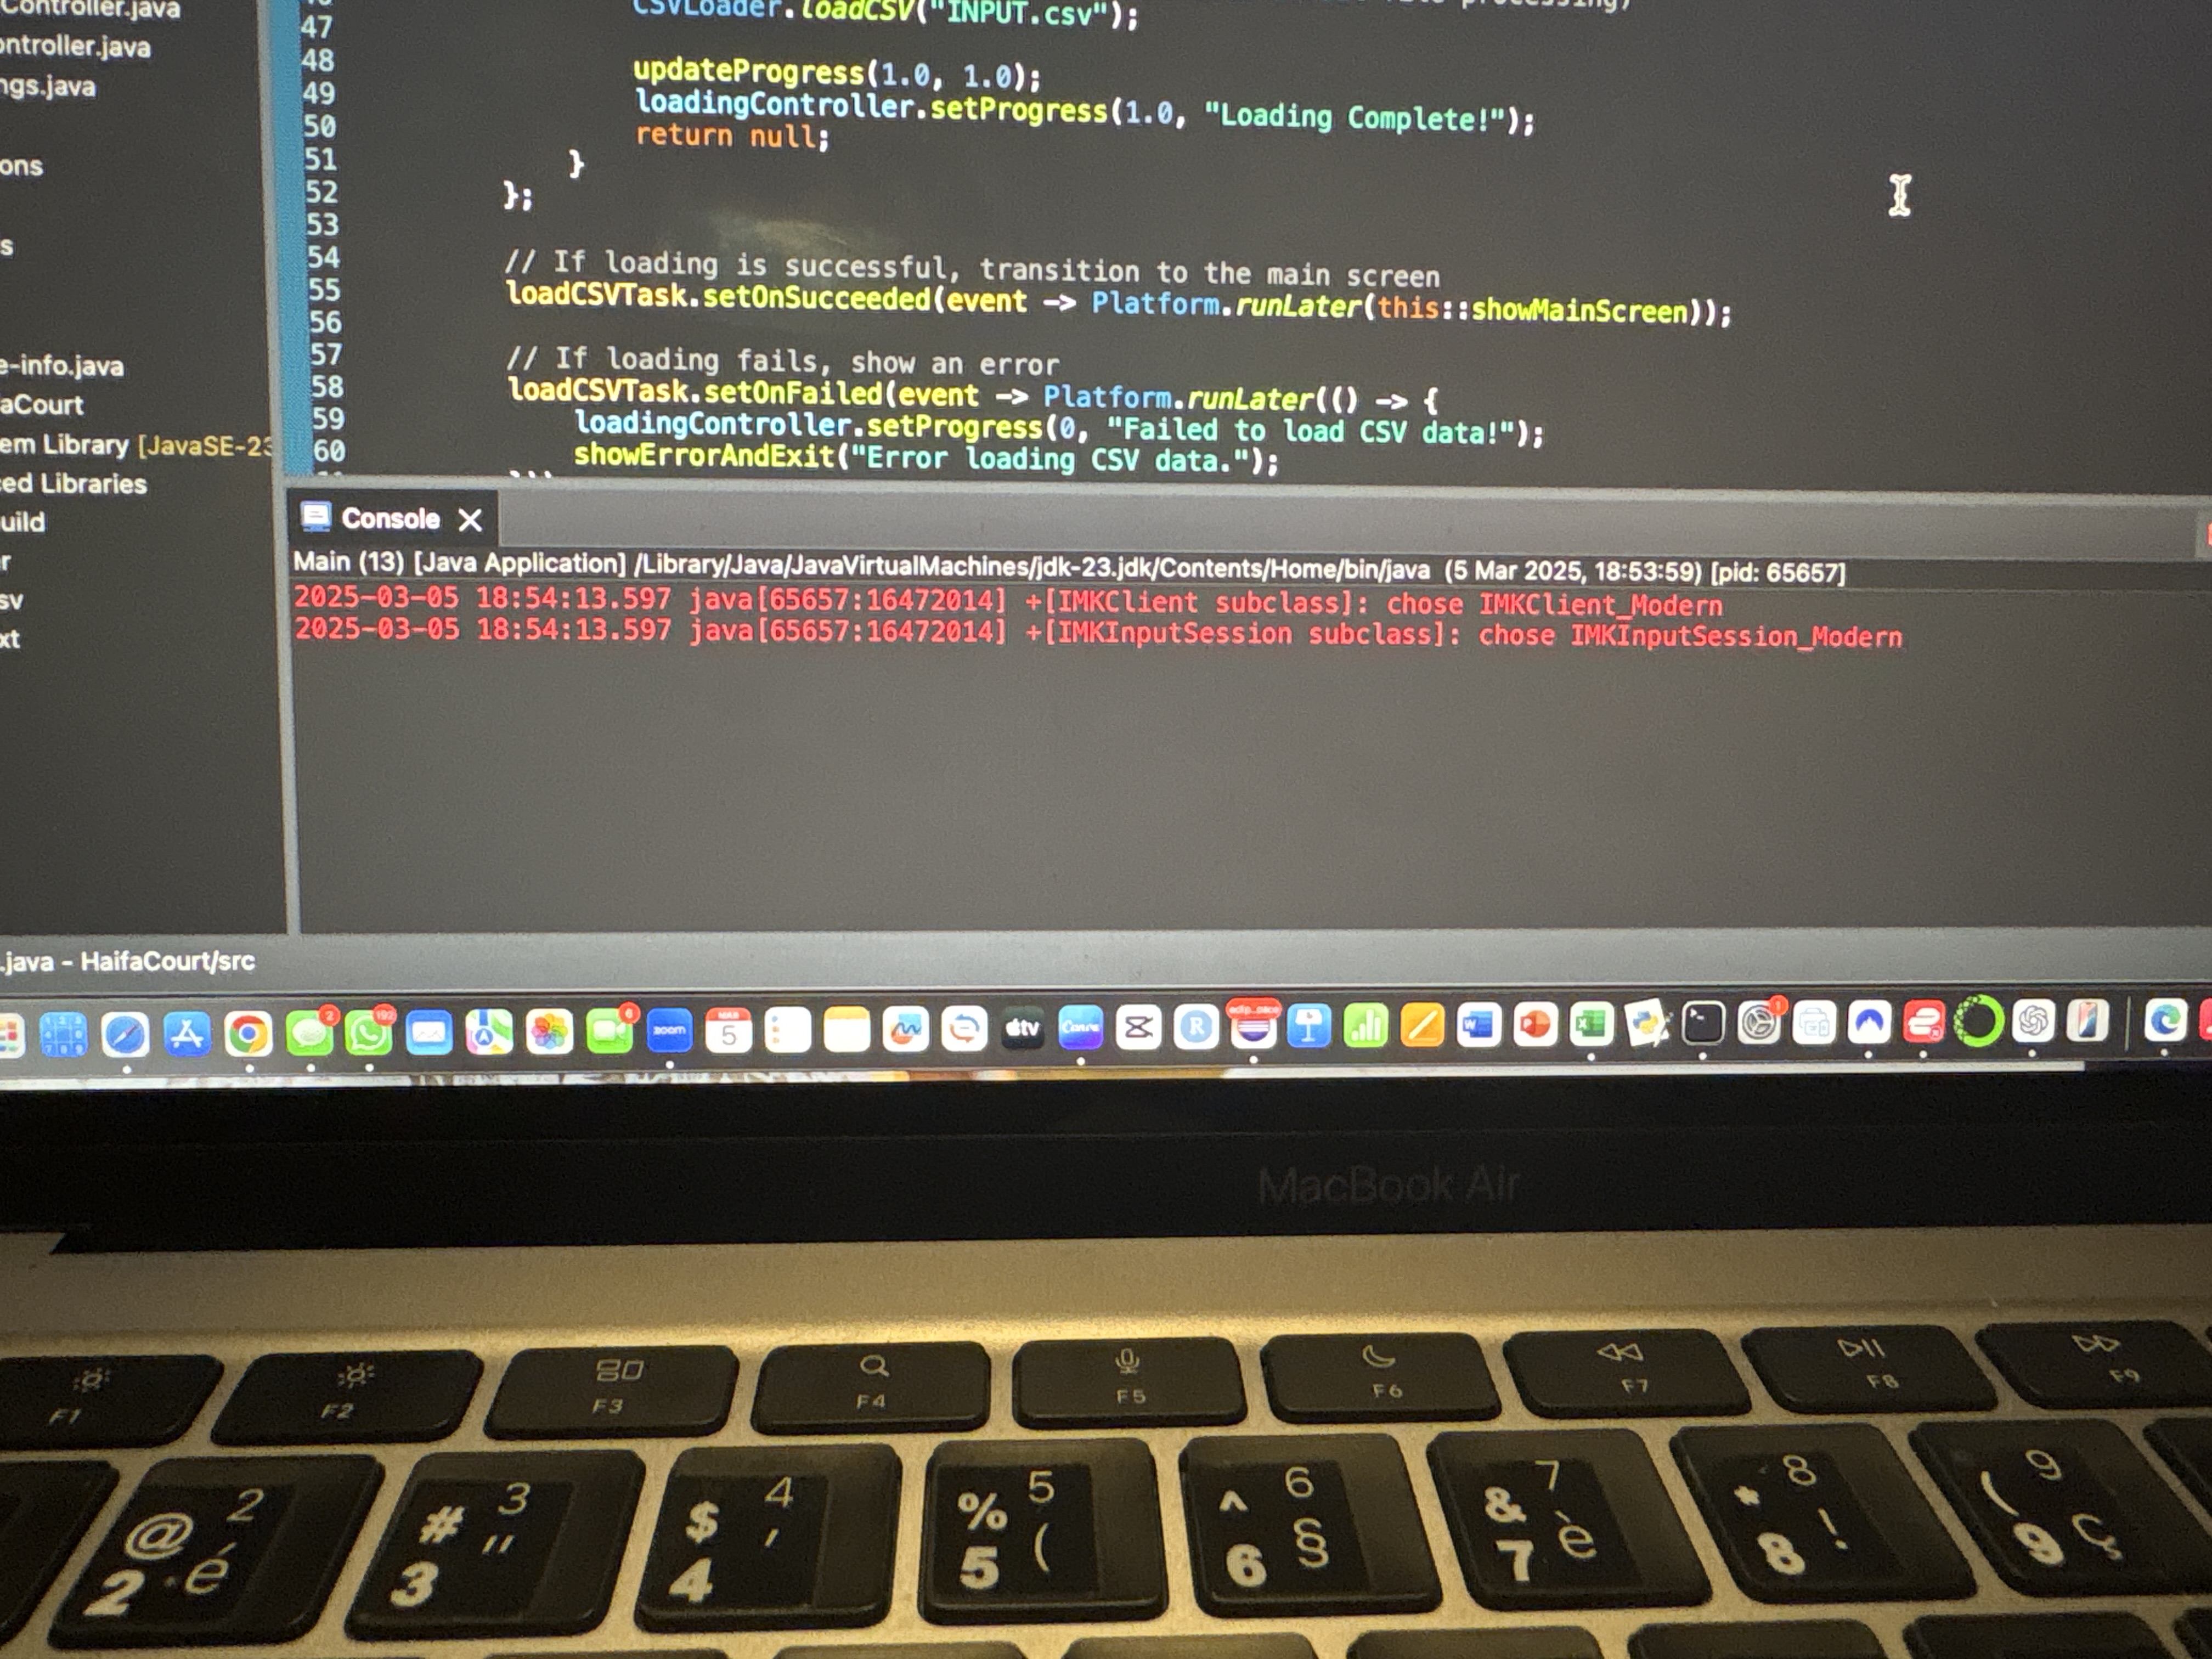 Controller.java
ontroller.java
ngs.java
ons
s
e-info.java
aCourt
em Library [JavaSE-23
ced Libraries
uild
r
sv
xt
47 CSVLoader.loadCSV("INPUT.csv");
48
49 updateProgress(1.0, 1.0);
50 loadingController.setProgress(1.0, "Loading Complete!");
51 return null;
52 }
53 };
54 // If loading is successful, transition to the main screen
55 loadCSVTask.setOnSucceeded(event -> Platform.runLater(this::showMainScreen));
56
57 // If loading fails, show an error
58 loadCSVTask.setOnFailed(event -> Platform.runLater(() -> {
59 loadingController.setProgress(0, "Failed to load CSV data!");
60 showErrorAndExit("Error loading CSV data.");
Console
Main (13) [Java Application] /Library/Java/JavaVirtualMachines/jdk-23.jdk/Contents/Home/bin/java (5 Mar 2025, 18:53:59) [pid: 65657]
2025-03-05 18:54:13.597 java[65657:16472014] +[IMKClient subclass]: chose IMKClient_Modern
2025-03-05 18:54:13.597 java[65657:16472014] +[IMKInputSession subclass]: chose IMKInputSession_Modern
.java - HaifaCourt/src
2 192 6 zoom MAR 5 tv Canva R W P X 1
MacBook Air
F1 F2 F3 F4 F5 F6 F7 F8 F9
@ 2 2 é
# 3 3 "
$ 4 4 '
% 5 5 (
^ 6 6 §
& 7 7 è
* 8 8 !
( 9 9 ç